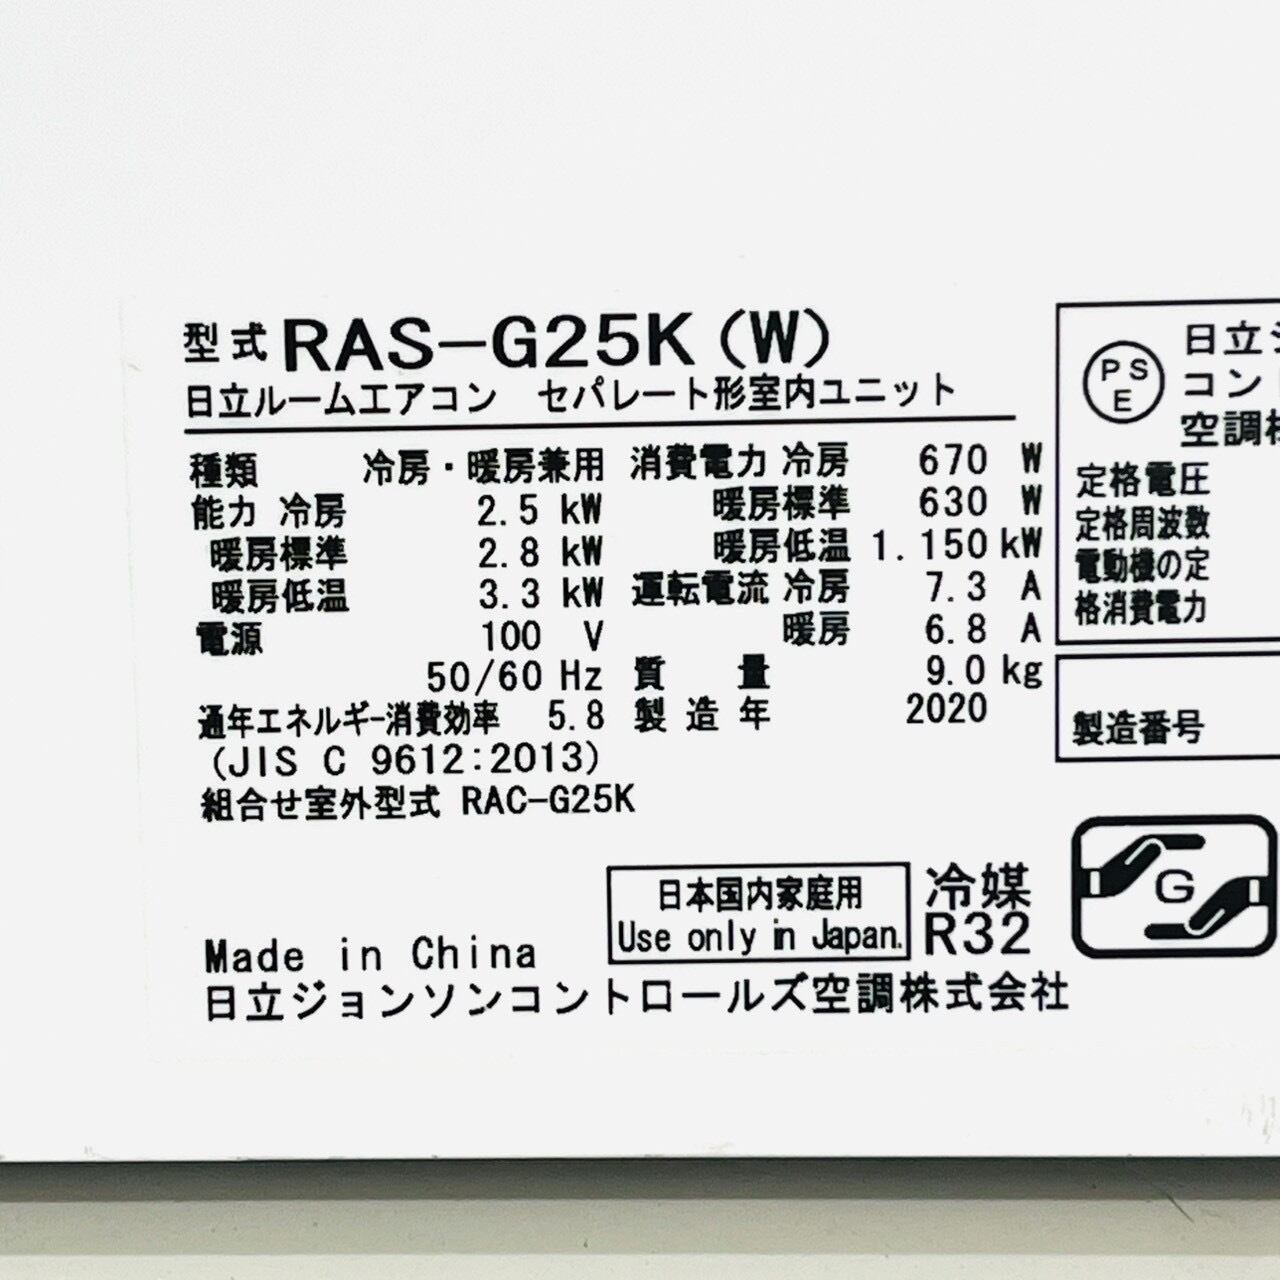 型式 RAS-G25K (W)
日立ルームエアコン セパレート形室内ユニット
種類 冷房・暖房兼用
能力 冷房 2.5 kW
暖房標準 2.8 kW
暖房低温 3.3 kW
電源 100 V
50/60 Hz
通年エネルギー消費効率 5.8
(JIS C 9612:2013)
組合せ室外型式 RAC-G25K
消費電力 冷房 670 W
暖房標準 630 W
暖房低温 1.150 kW
運転電流 冷房 7.3 A
暖房 6.8 A
質量 9.0 kg
製造年 2020
PSE
日立ジ
コント
空調株
定格電圧
定格周波数
電動機の定
格消費電力
製造番号
日本国内家庭用
Use only in Japan.
冷媒
R32
G
Made in China
日立ジョンソンコントロールズ空調株式会社